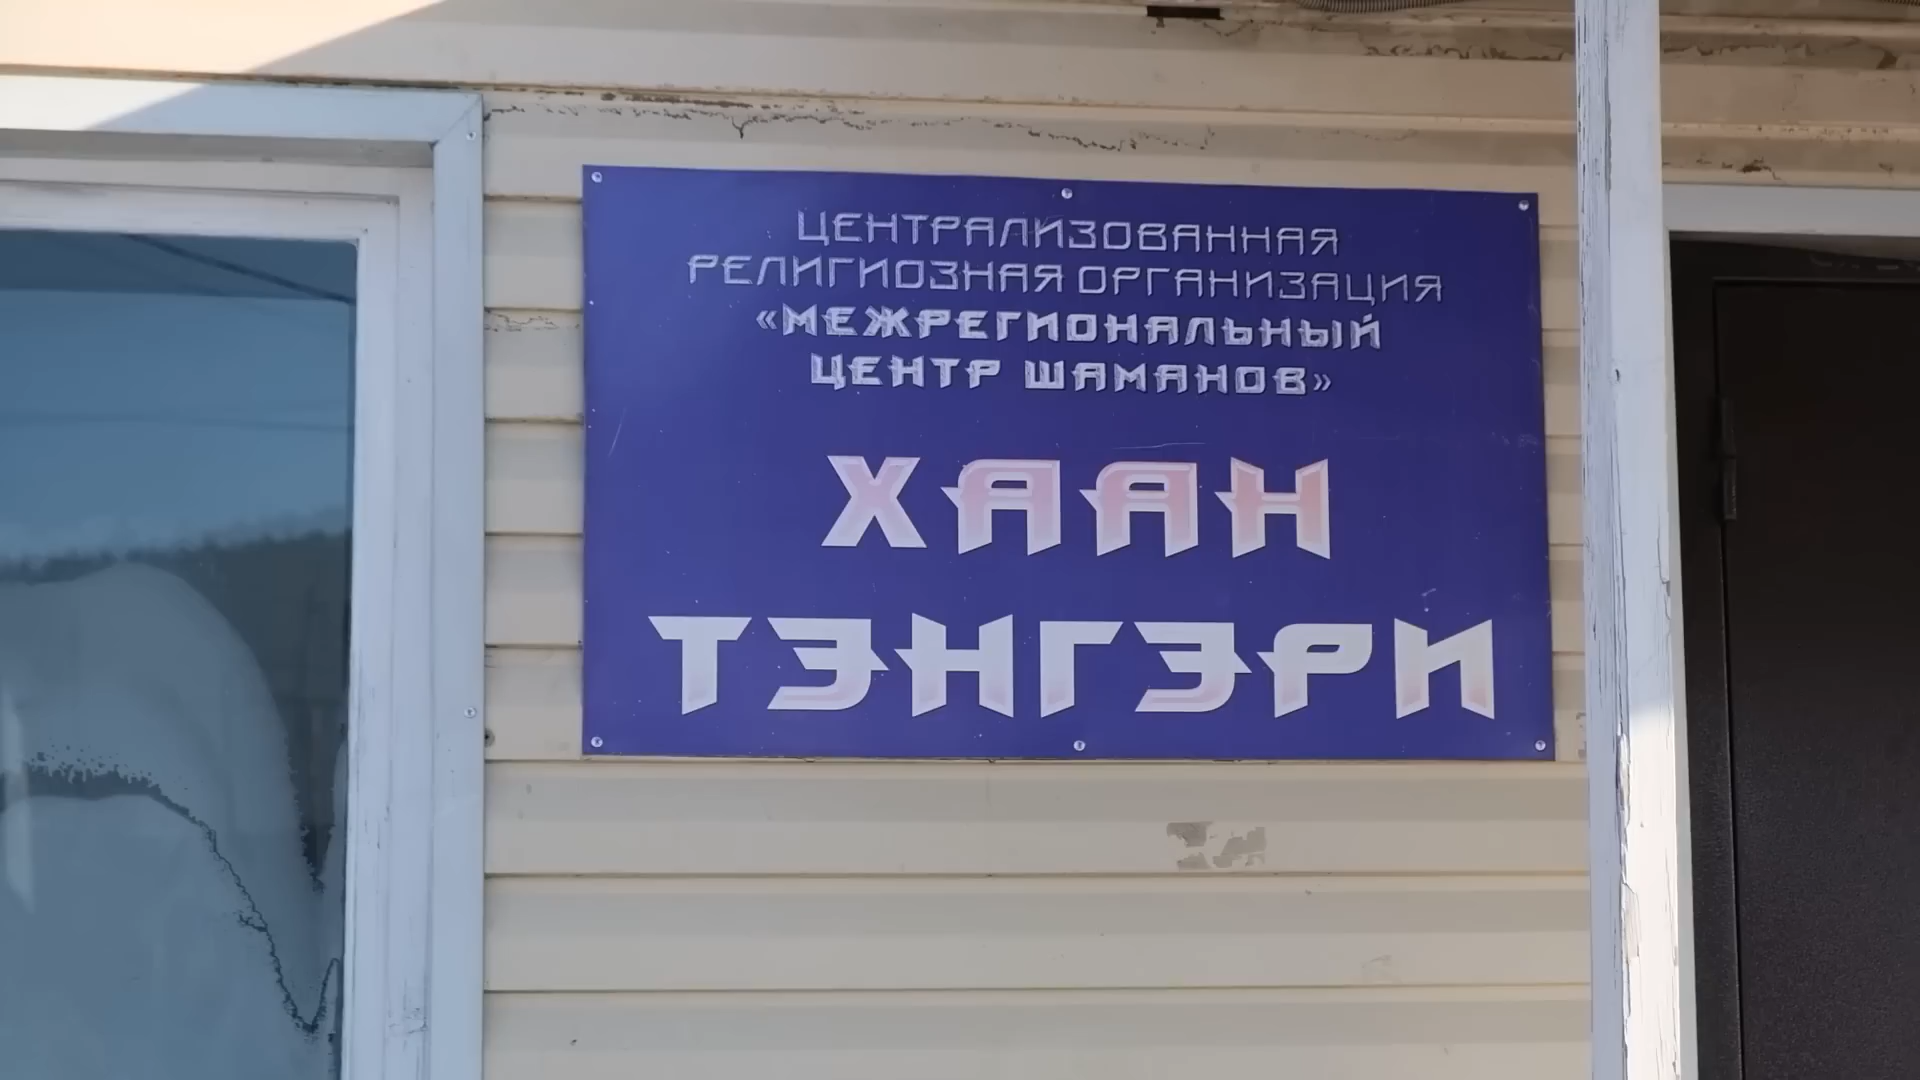 ЦЕНТРАЛИЗОВАННАЯ
РЕЛИГИОЗНАЯ ОРГАНИЗАЦИЯ
«МЕЖРЕГИОНАЛЬНЫЙ
ЦЕНТР ШАМАНОВ»
ХААН
ТЭНГЭРИ